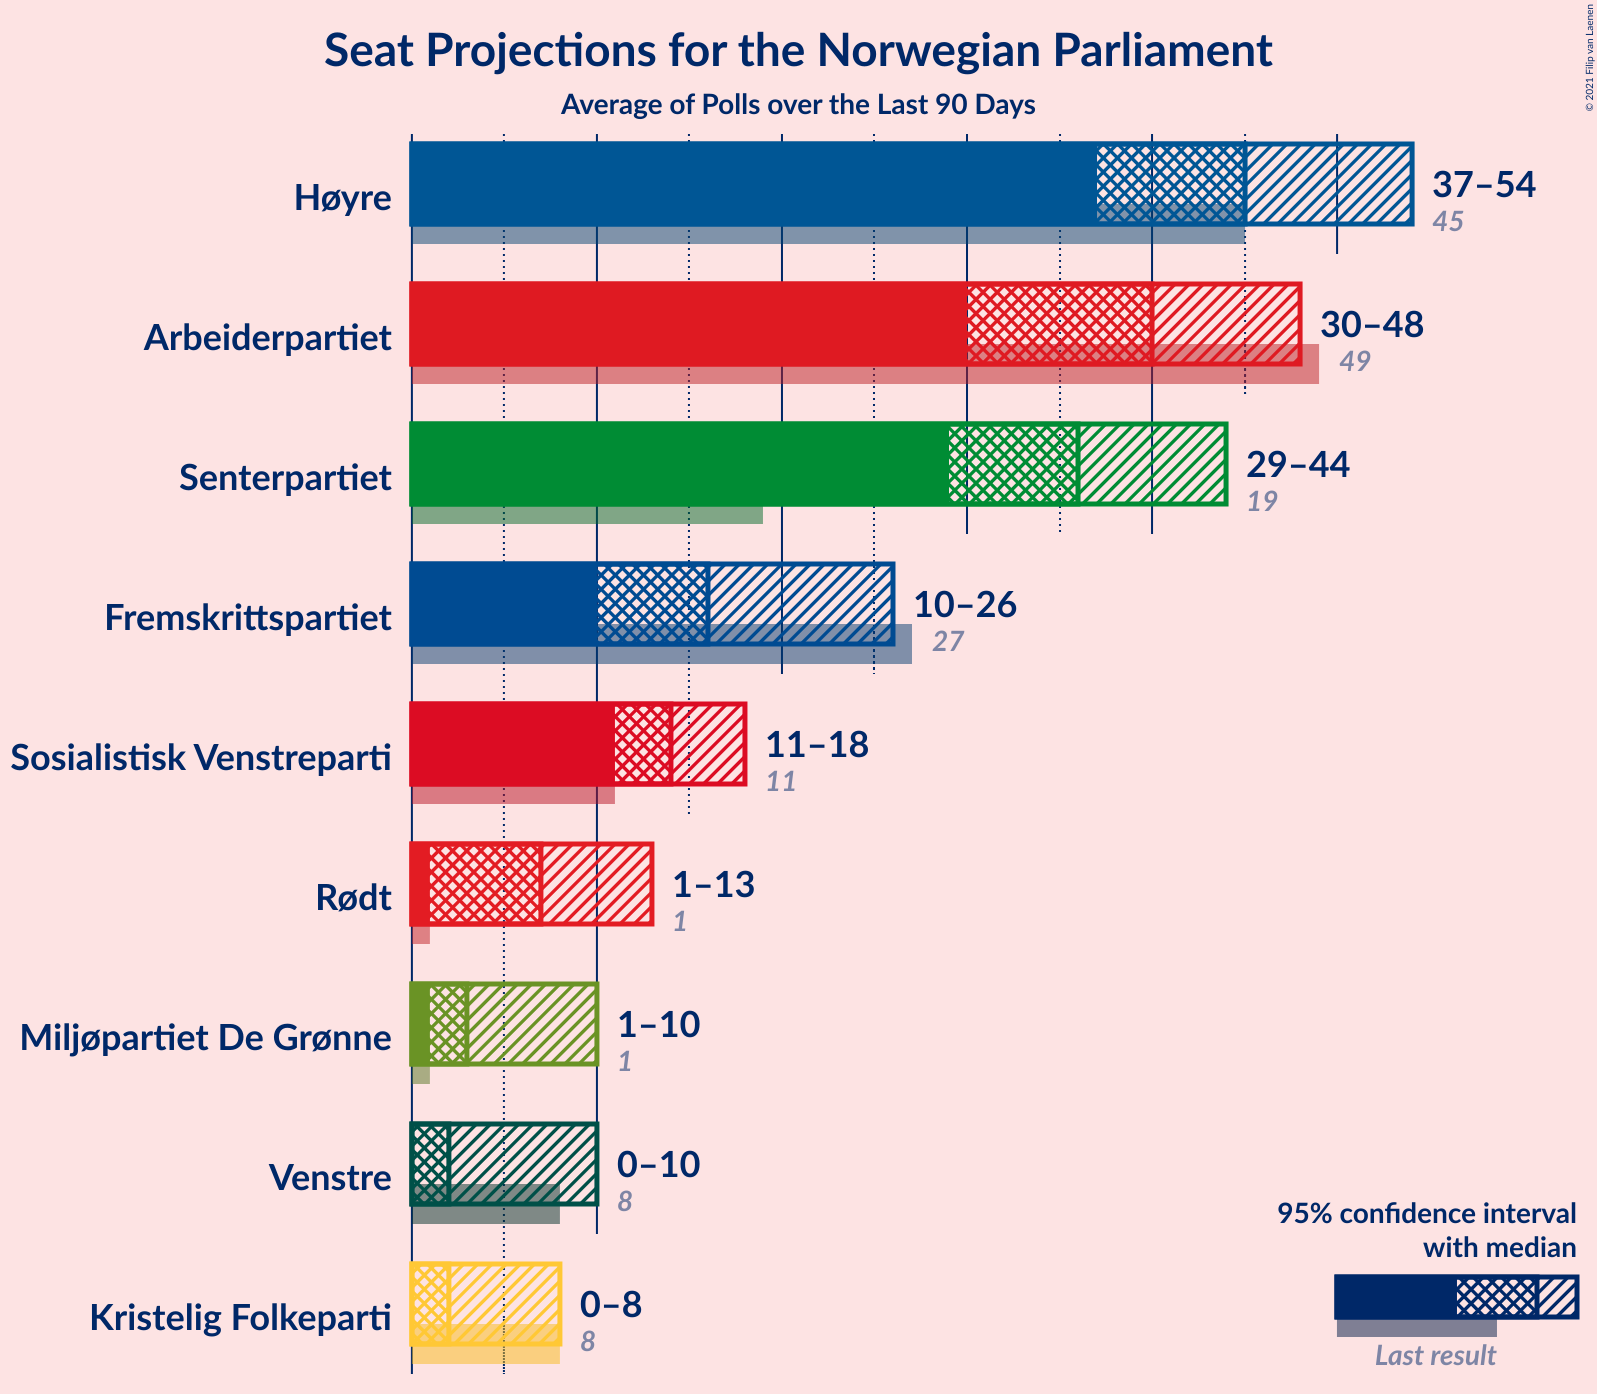 Seat Projections for the Norwegian Parliament
Average of Polls over the Last 90 Days
© 2021 Filip van Laenen
Høyre
37–54
45
Arbeiderpartiet
30–48
49
Senterpartiet
29–44
19
Fremskrittspartiet
10–26
27
Sosialistisk Venstreparti
11–18
11
Rødt
1–13
1
Miljøpartiet De Grønne
1–10
1
Venstre
0–10
8
Kristelig Folkeparti
0–8
8
95% confidence interval
with median
Last result